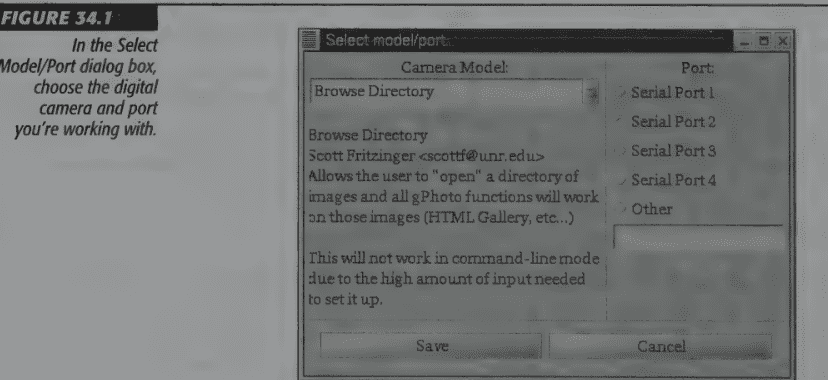 FIGURE 34.1
In the Select
Model/Port dialog box,
choose the digital
camera and port
you're working with.
Select model/port
Camera Model:
Browse Directory
Browse Directory
Scott Fritzinger <scottf@unr.edu>
Allows the user to "open" a directory of
images and all gPhoto functions will work
on those images (HTML Gallery, etc...)
This will not work in command-line mode
due to the high amount of input needed
to set it up.
Port:
Serial Port 1
Serial Port 2
Serial Port 3
Serial Port 4
Other
Save
Cancel